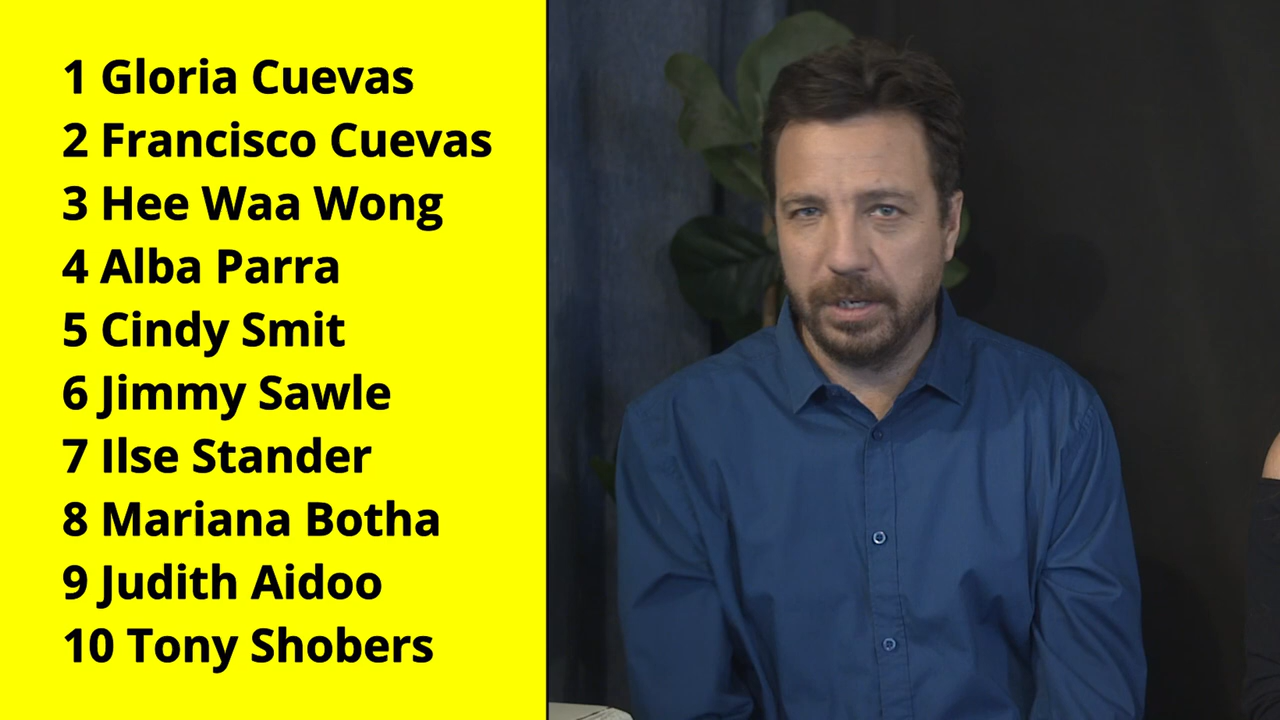 1 Gloria Cuevas
2 Francisco Cuevas
3 Hee Waa Wong
4 Alba Parra
5 Cindy Smit
6 Jimmy Sawle
7 Ilse Stander
8 Mariana Botha
9 Judith Aidoo
10 Tony Shobers